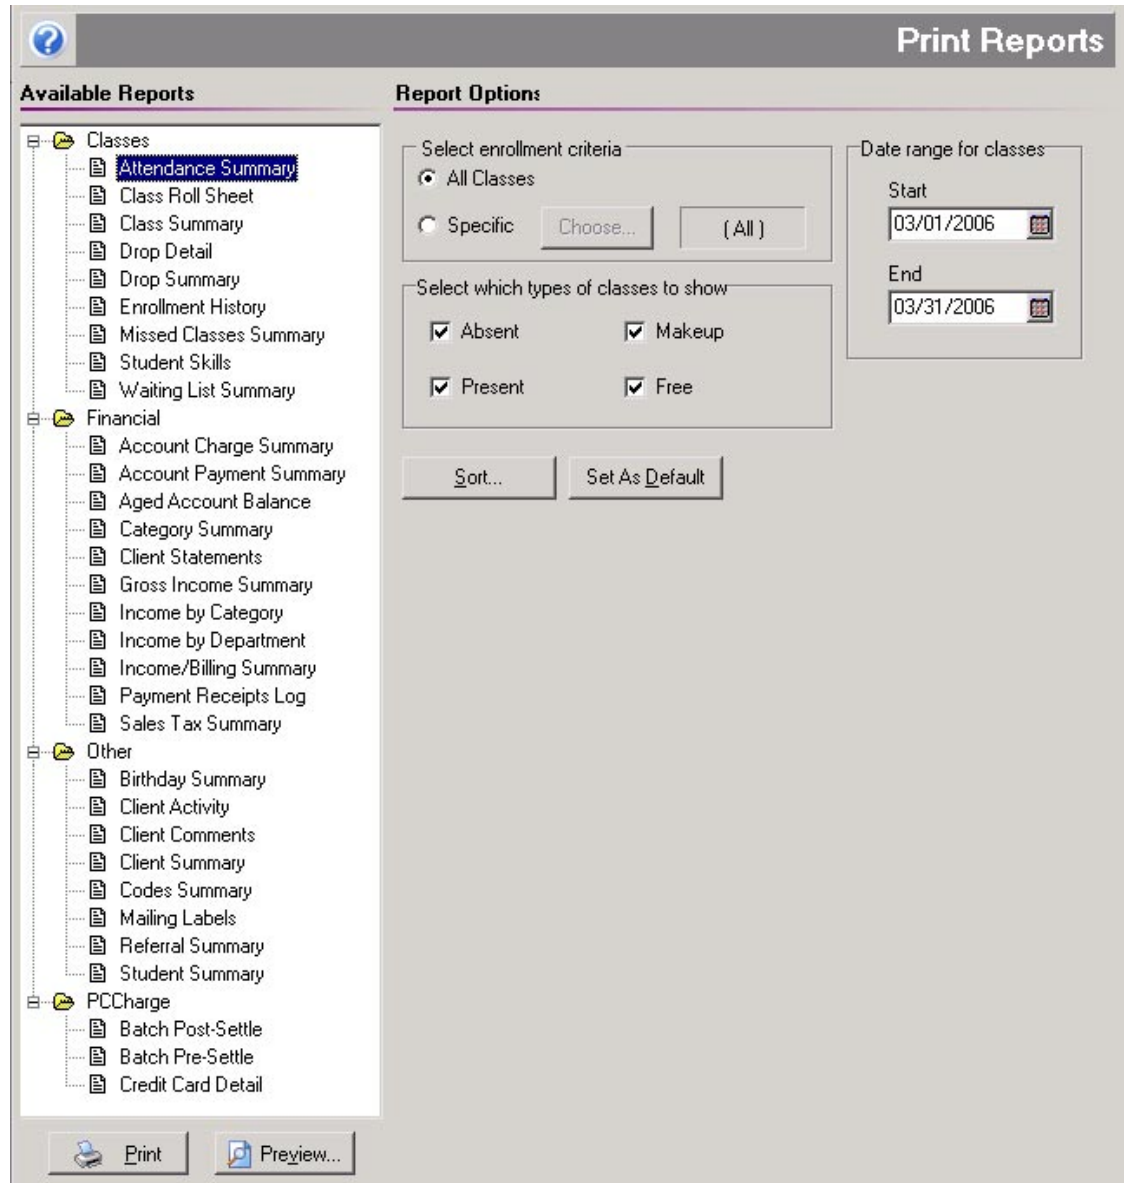 Print Reports
Available Reports
Classes
Attendance Summary
Class Roll Sheet
Class Summary
Drop Detail
Drop Summary
Enrollment History
Missed Classes Summary
Student Skills
Waiting List Summary
Financial
Account Charge Summary
Account Payment Summary
Aged Account Balance
Category Summary
Client Statements
Gross Income Summary
Income by Category
Income by Department
Income/Billing Summary
Payment Receipts Log
Sales Tax Summary
Other
Birthday Summary
Client Activity
Client Comments
Client Summary
Codes Summary
Mailing Labels
Referral Summary
Student Summary
PCCharge
Batch Post-Settle
Batch Pre-Settle
Credit Card Detail
Print Preview...
Report Options
Select enrollment criteria
All Classes
Specific Choose... ( All )
Select which types of classes to show
Absent Makeup
Present Free
Sort... Set As Default
Date range for classes
Start
03/01/2006
End
03/31/2006